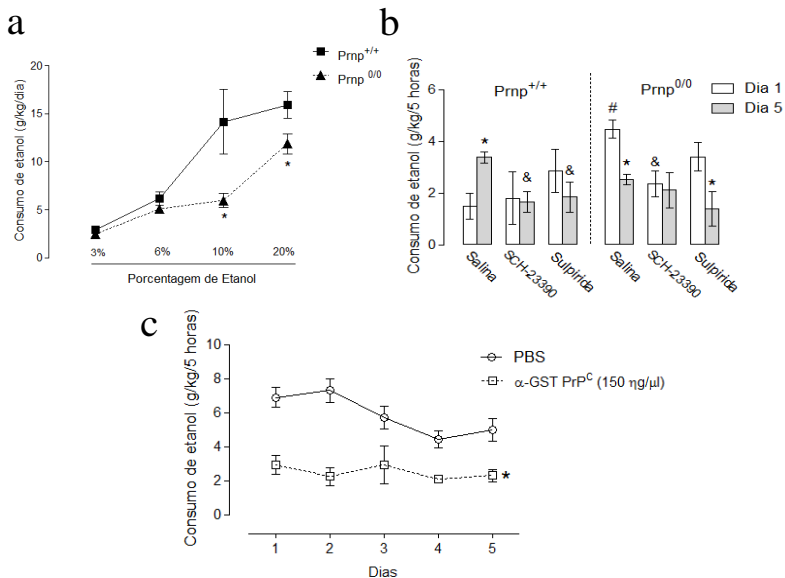 a
Prnp+/+
Prnp 0/0
Consumo de etanol (g/kg/dia)
20
15
10
5
0
*
*
3% 6% 10% 20%
Porcentagem de Etanol
b
Prnp+/+
Prnp0/0
Dia 1
Dia 5
Consumo de etanol (g/kg/5 horas)
6
4
2
0
*
&
&
#
*
&
*
Salina
SCH-23390
Sulpirida
Salina
SCH-23390
Sulpirida
c
PBS
α-GST PrPC (150 ηg/μl)
Consumo de etanol (g/kg/5 horas)
10
8
6
4
2
0
*
1 2 3 4 5
Dias